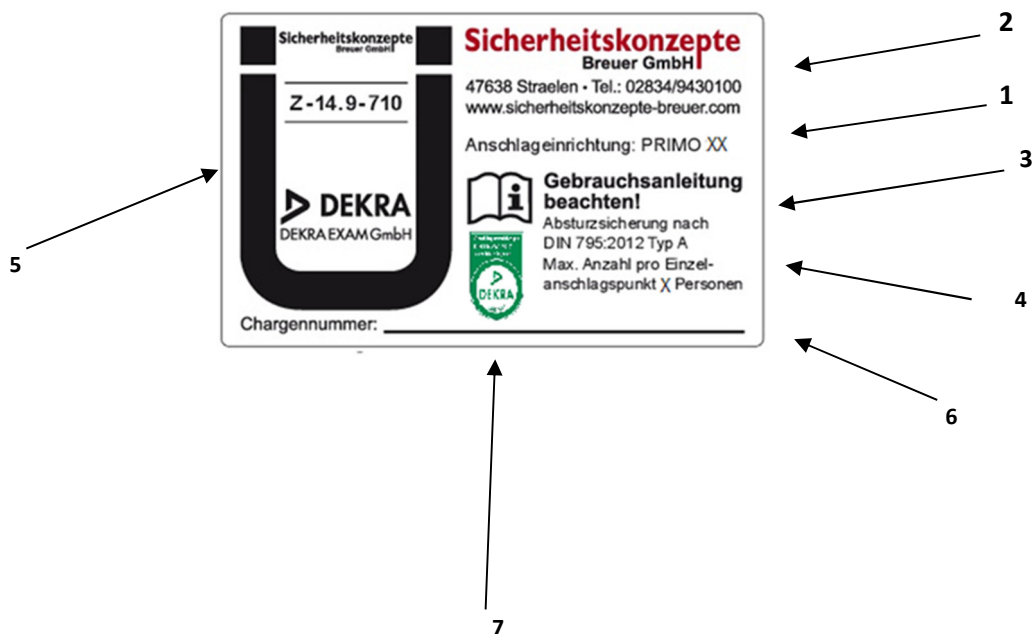 Sicherheitskonzepte
Breuer GmbH
Z-14.9-710
DEKRA
DEKRA EXAM GmbH
Sicherheitskonzepte
Breuer GmbH
47638 Straelen • Tel.: 02834/9430100
www.sicherheitskonzepte-breuer.com
Anschlageinrichtung: PRIMO XX
Gebrauchsanleitung
beachten!
Absturzsicherung nach
DIN 795:2012 Typ A
Max. Anzahl pro Einzel-
anschlagspunkt X Personen
DEKRA
Chargennummer:
2
1
3
4
5
6
7